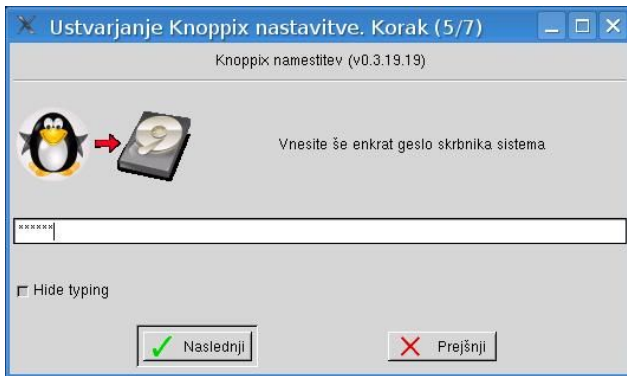 Ustvarjanje Knoppix nastavitve. Korak (5/7)
Knoppix namestitev (v0.3.19.19)
Vnesite še enkrat geslo skrbnika sistema
******
Hide typing
Naslednji
Prejšnji